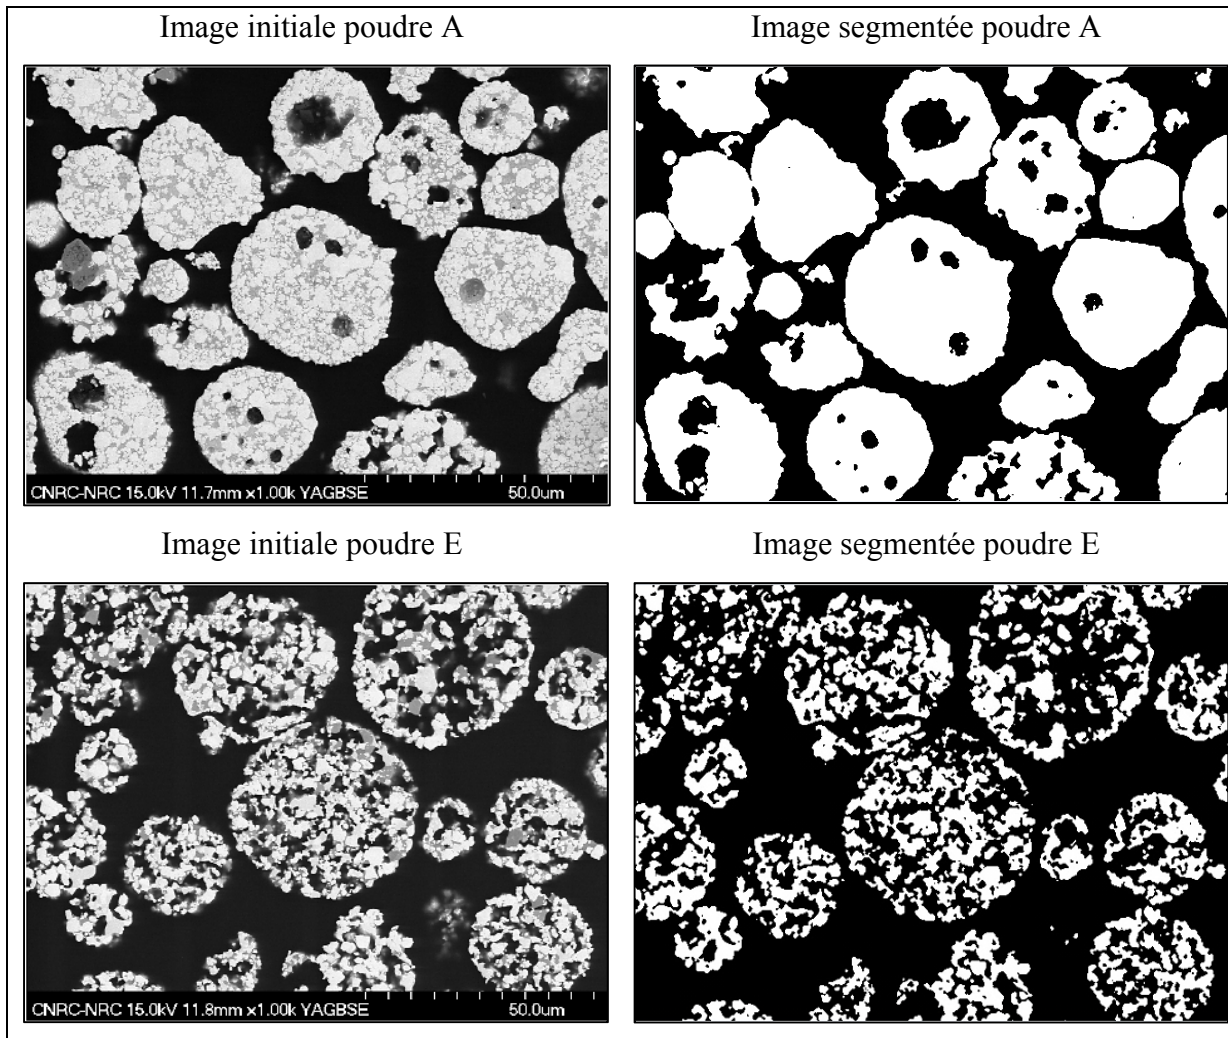 Image initiale poudre A
Image segmentée poudre A
CNRC-NRC 15.0kV 11.7mm x1.00k YAGBSE 50.0um
Image initiale poudre E
Image segmentée poudre E
CNRC-NRC 15.0kV 11.8mm x1.00k YAGBSE 50.0um